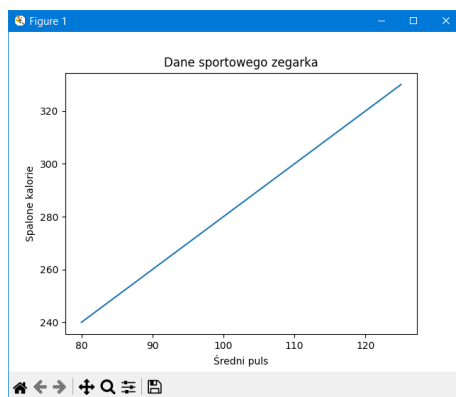 Figure 1
Dane sportowego zegarka
Spalone kalorie
320
300
280
260
240
80 90 100 110 120
Średni puls